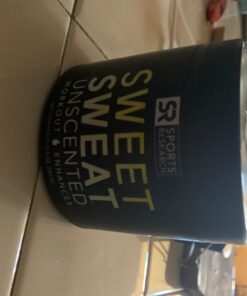 SR SPORTS
RESEARCH
SWEET
SWEAT
UNSCENTED
WORKOUT ENHANCER